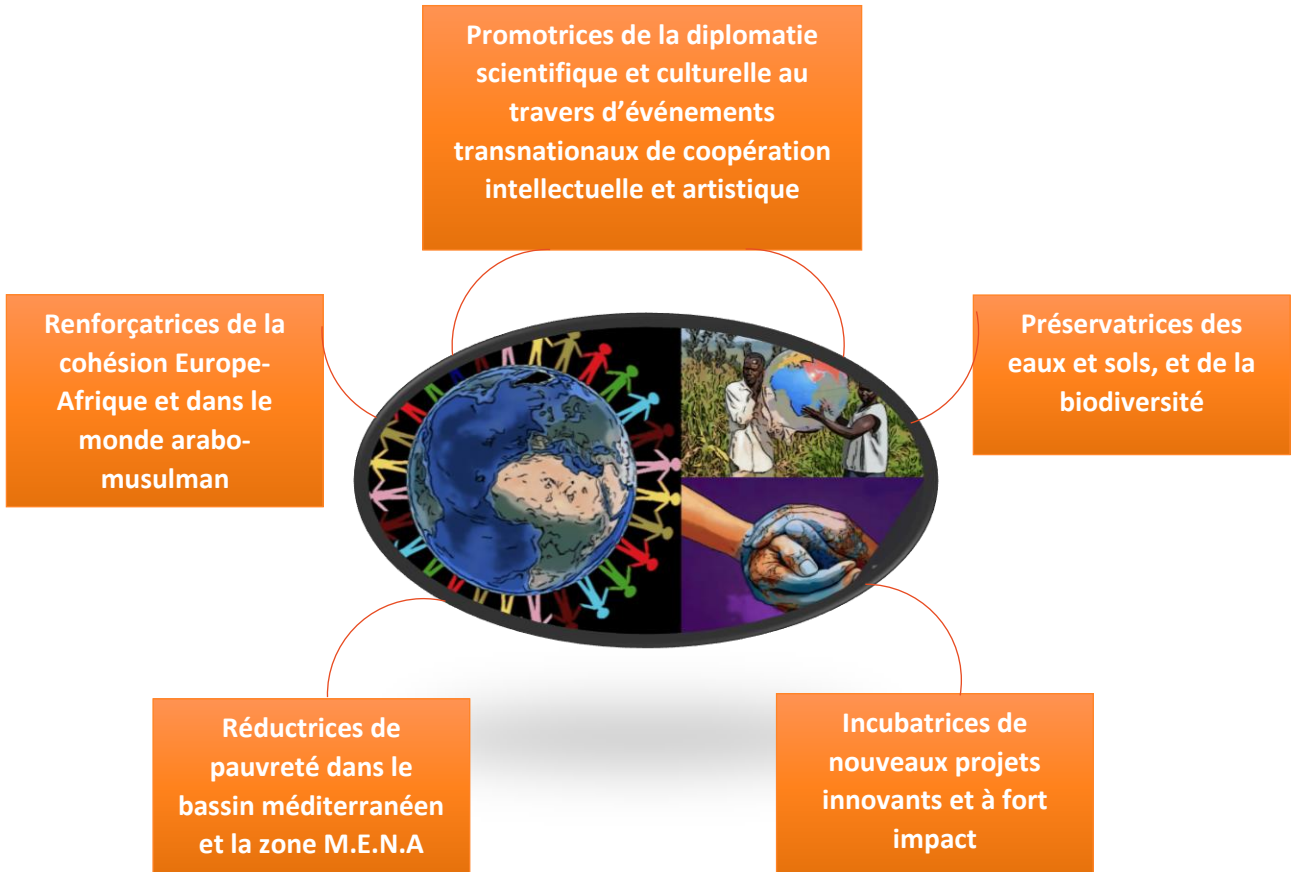 Promotrices de la diplomatie
scientifique et culturelle au
travers d’événements
transnationaux de coopération
intellectuelle et artistique
Renforçatrices de la
cohésion Europe-
Afrique et dans le
monde arabo-
musulman
Préservatrices des
eaux et sols, et de la
biodiversité
Réductrices de
pauvreté dans le
bassin méditerranéen
et la zone M.E.N.A
Incubatrices de
nouveaux projets
innovants et à fort
impact